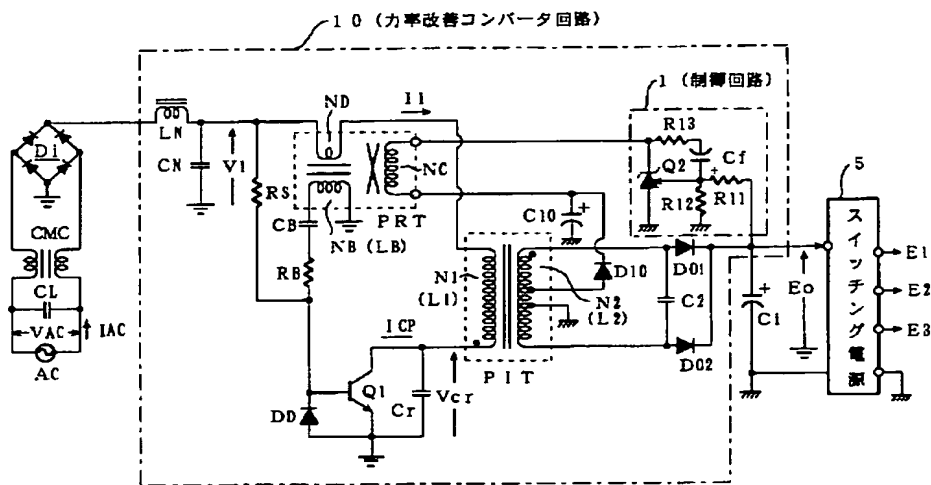 10(力率改善コンバータ回路)
1(制御回路)
ND
I1
R13
LN
Di
CN
V1
NC
Q2
Cf
5
RS
R12
R11
PRT
C10
CMC
CB
NB(LB)
スイッチング電源
RB
N1
(L1)
D10
DO1
E1
CL
N2
(L2)
C2
Eo
E2
VAC
IAC
ICP
C1
E3
AC
PIT
DO2
Q1
DD
Cr
Vcr